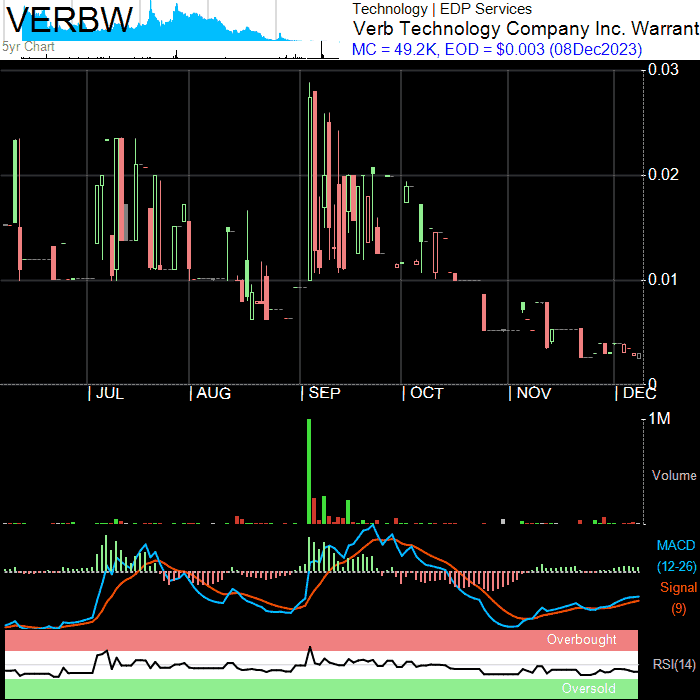 VERBW
5yr Chart
Technology | EDP Services
Verb Technology Company Inc. Warrant
MC = 49.2K, EOD = $0.003 (08Dec2023)
0.03
0.02
0.01
0
| JUL | AUG | SEP | OCT | NOV | DEC
1M
Volume
MACD
(12-26)
Signal
(9)
Overbought
RSI(14)
Oversold